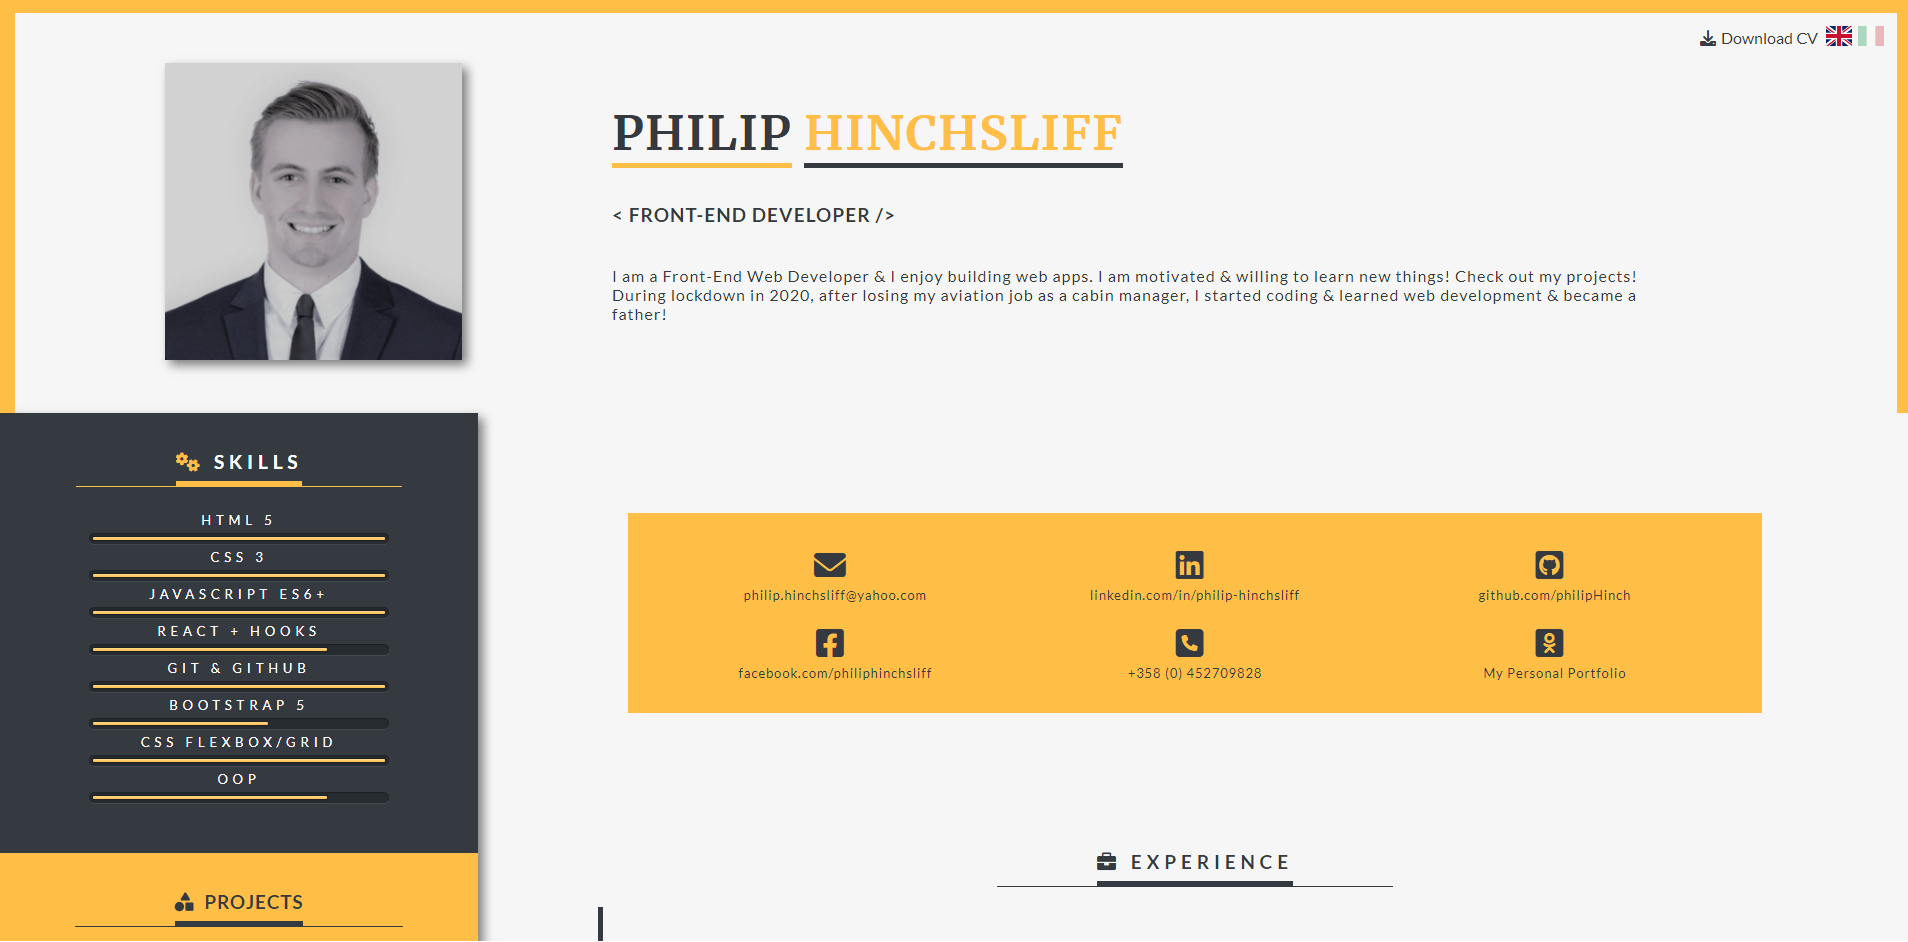 Download CV
PHILIP HINCHSLIFF
< FRONT-END DEVELOPER />
I am a Front-End Web Developer & I enjoy building web apps. I am motivated & willing to learn new things! Check out my projects!
During lockdown in 2020, after losing my aviation job as a cabin manager, I started coding & learned web development & became a
father!
SKILLS
HTML 5
CSS 3
JAVASCRIPT ES6+
REACT + HOOKS
GIT & GITHUB
BOOTSTRAP 5
CSS FLEXBOX/GRID
OOP
PROJECTS
philip.hinchsliff@yahoo.com
linkedin.com/in/philip-hinchsliff
github.com/philipHinch
facebook.com/philiphinchsliff
+358 (0) 452709828
My Personal Portfolio
EXPERIENCE